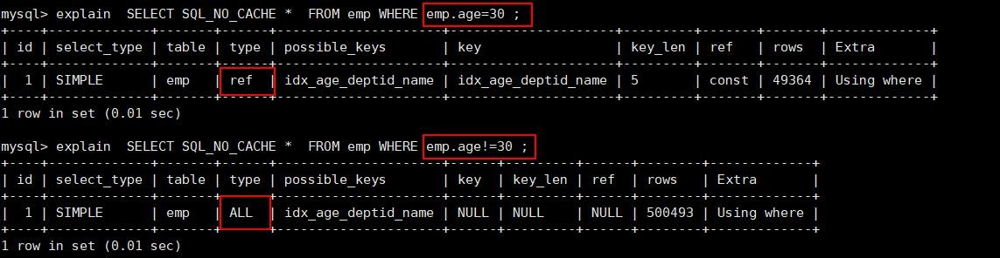 mysql> explain  SELECT SQL_NO_CACHE *  FROM emp WHERE emp.age=30 ;
+----+-------------+-------+------+----------------------+----------------------+---------+-------+-------+-------------+
| id | select_type | table | type | possible_keys        | key                  | key_len | ref   | rows  | Extra       |
+----+-------------+-------+------+----------------------+----------------------+---------+-------+-------+-------------+
|  1 | SIMPLE      | emp   | ref  | idx_age_deptid_name | idx_age_deptid_name | 5       | const | 49364 | Using where |
+----+-------------+-------+------+----------------------+----------------------+---------+-------+-------+-------------+
1 row in set (0.01 sec)
mysql> explain  SELECT SQL_NO_CACHE *  FROM emp WHERE emp.age!=30 ;
+----+-------------+-------+------+---------------------+------+---------+------+--------+-------------+
| id | select_type | table | type | possible_keys       | key  | key_len | ref  | rows   | Extra       |
+----+-------------+-------+------+---------------------+------+---------+------+--------+-------------+
|  1 | SIMPLE      | emp   | ALL  | idx_age_deptid_name | NULL | NULL    | NULL | 500493 | Using where |
+----+-------------+-------+------+---------------------+------+---------+------+--------+-------------+
1 row in set (0.01 sec)